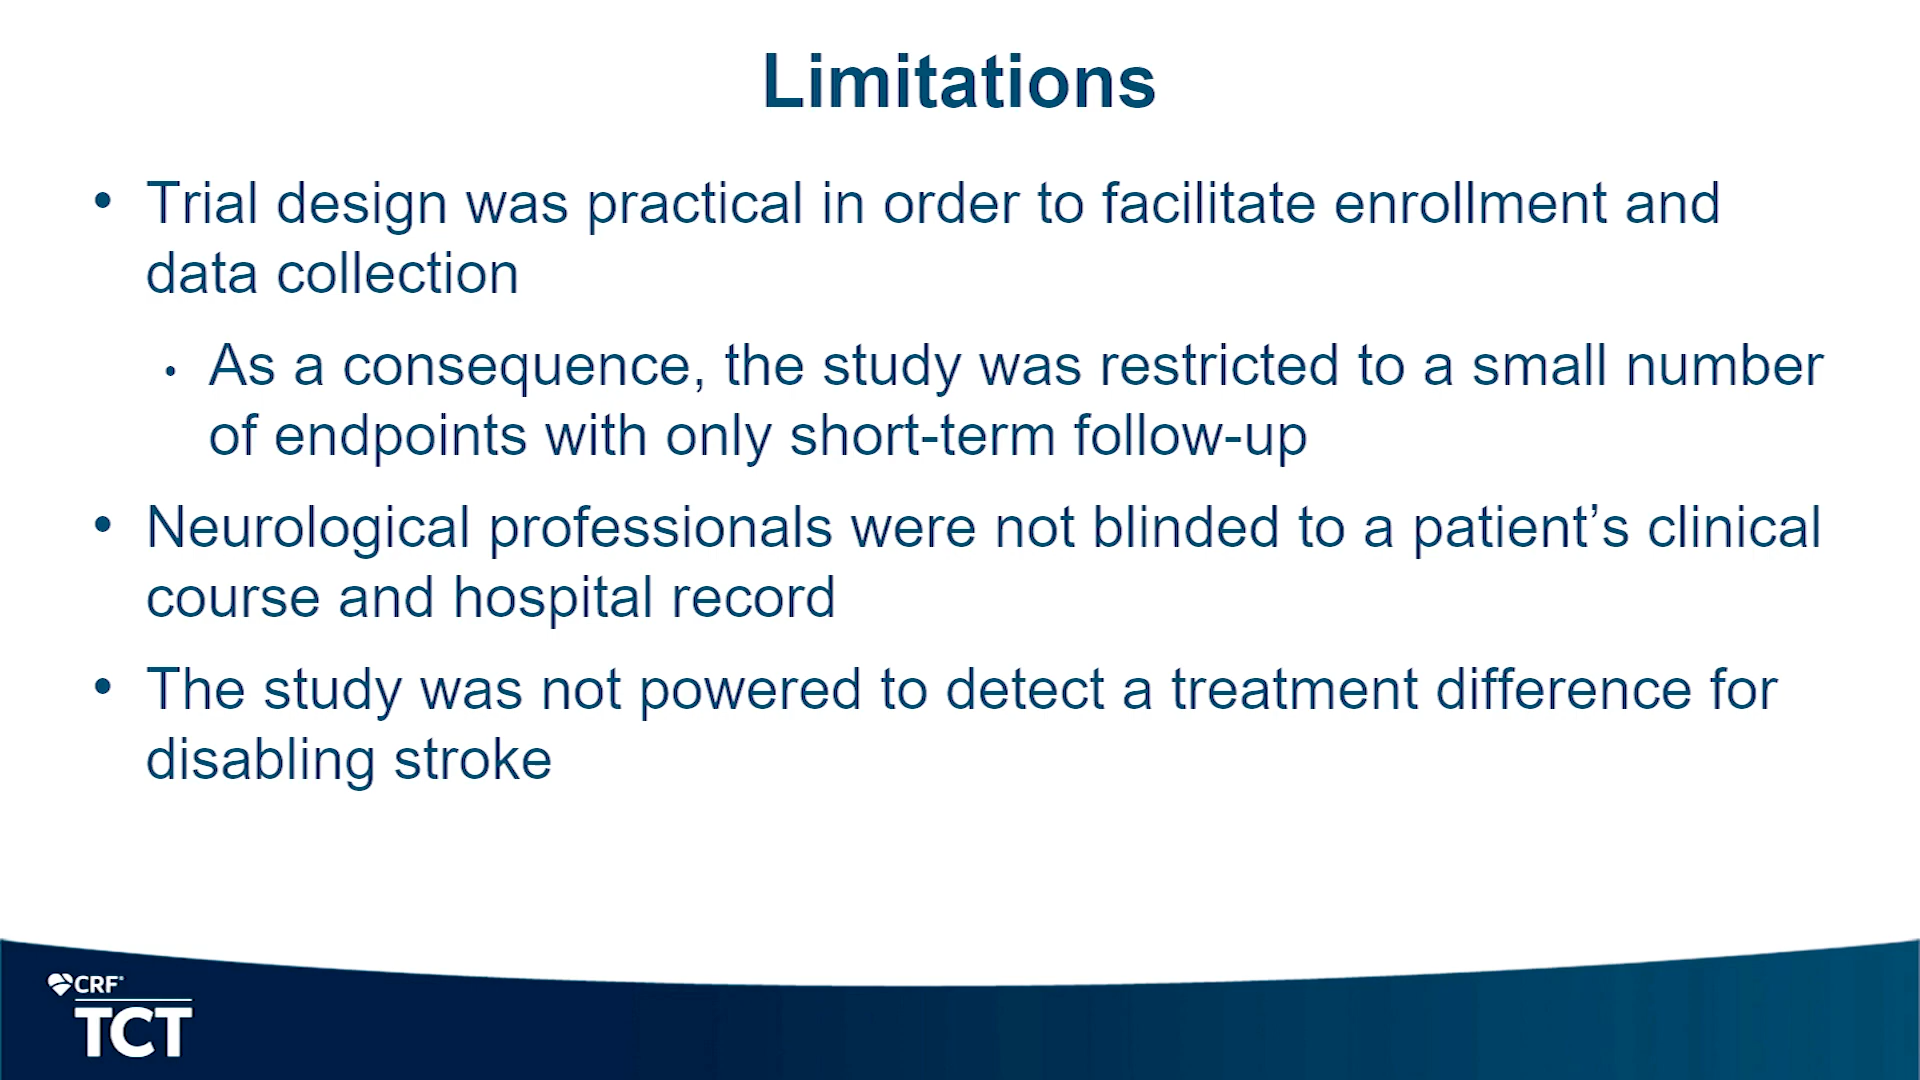 Limitations
• Trial design was practical in order to facilitate enrollment and
data collection
• As a consequence, the study was restricted to a small number
of endpoints with only short-term follow-up
• Neurological professionals were not blinded to a patient’s clinical
course and hospital record
• The study was not powered to detect a treatment difference for
disabling stroke
CRF®
TCT